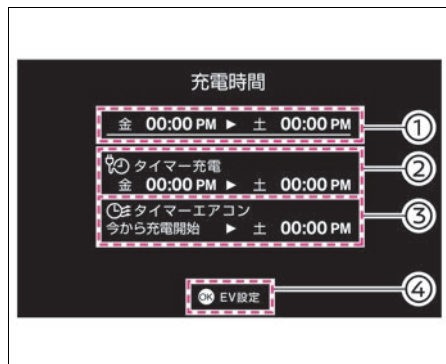 充電時間
金 00:00 PM ▶ 土 00:00 PM ①
タイマー充電 ②
金 00:00 PM ▶ 土 00:00 PM
タイマーエアコン ③
今から充電開始 ▶ 土 00:00 PM
OK EV設定 ④